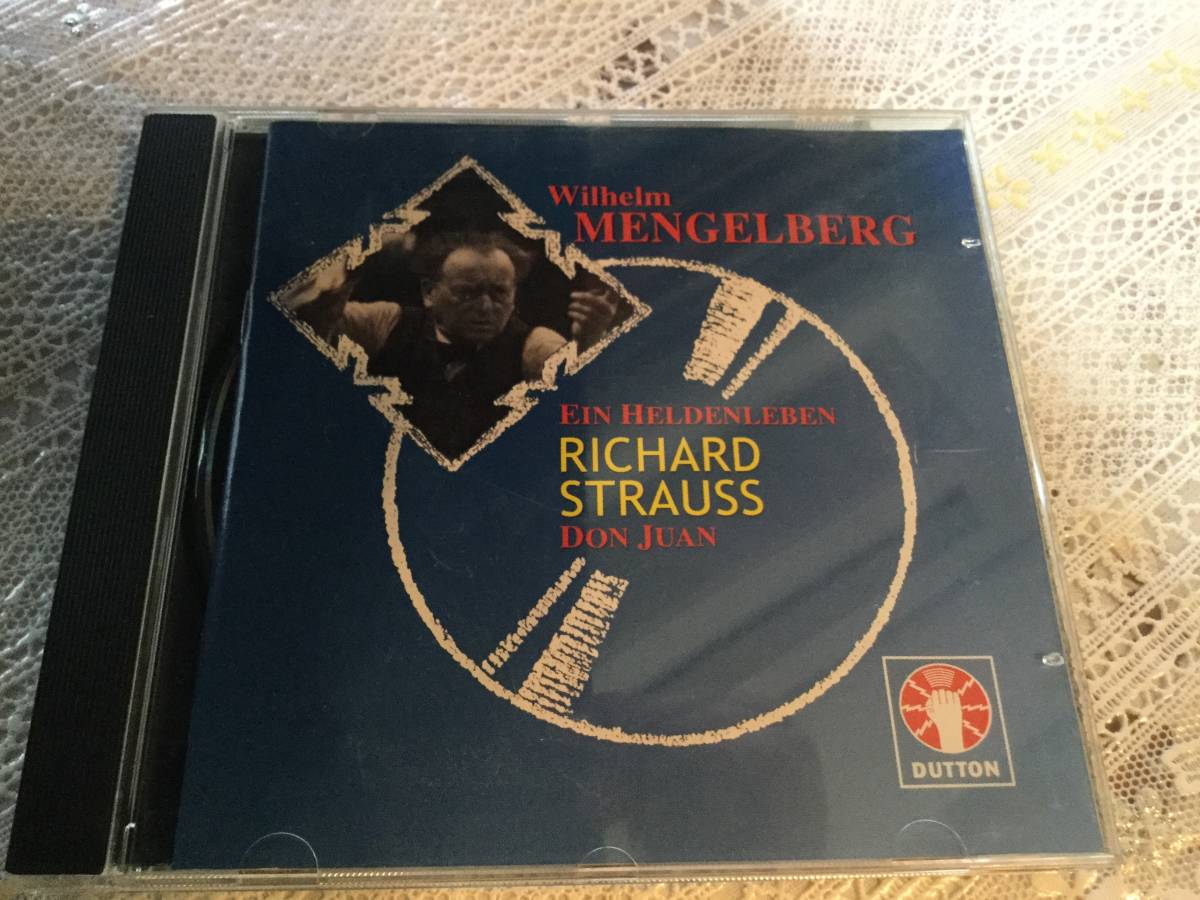 Wilhelm
MENGELBERG
EIN HELDENLEBEN
RICHARD
STRAUSS
DON JUAN
DUTTON